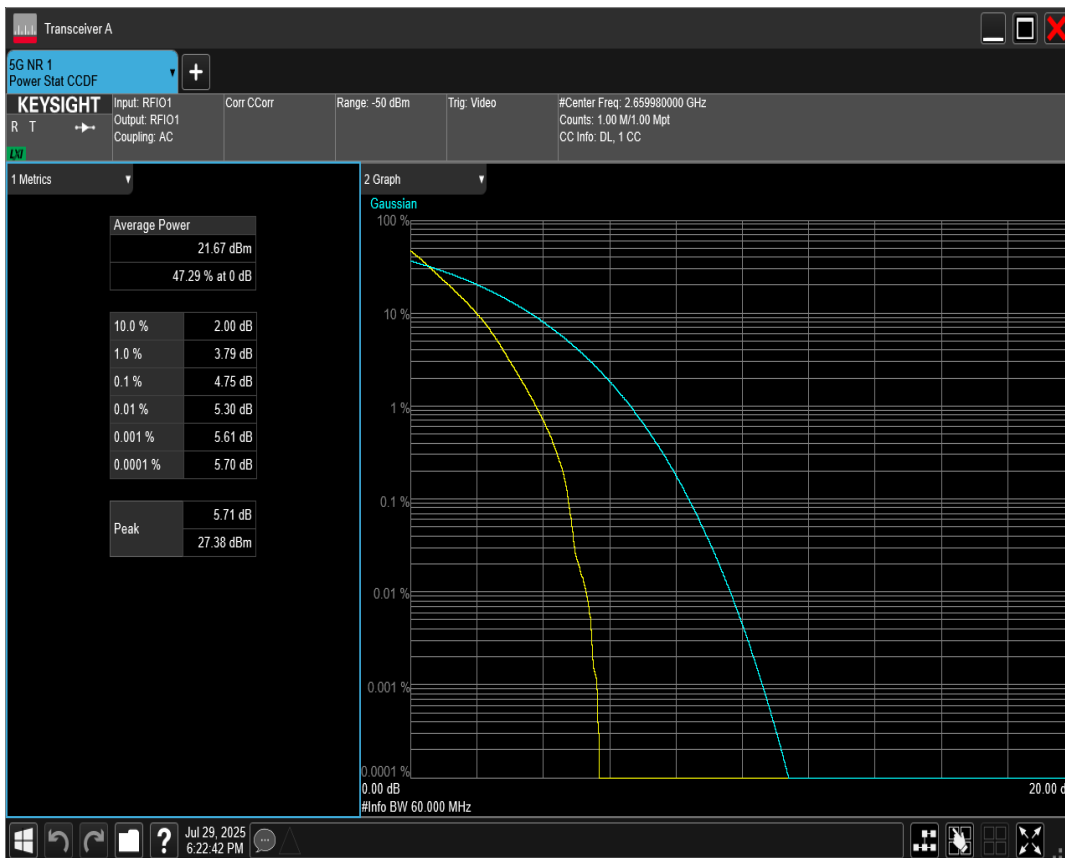 Transceiver A
5G NR 1
Power Stat CCDF
+
KEYSIGHT
R T
LXI
Input: RFIO1
Output: RFIO1
Coupling: AC
Corr CCorr
Range: -50 dBm
Trig: Video
#Center Freq: 2.659980000 GHz
Counts: 1.00 M/1.00 Mpt
CC Info: DL, 1 CC
1 Metrics
Average Power
21.67 dBm
47.29 % at 0 dB
10.0 % 2.00 dB
1.0 % 3.79 dB
0.1 % 4.75 dB
0.01 % 5.30 dB
0.001 % 5.61 dB
0.0001 % 5.70 dB
Peak
5.71 dB
27.38 dBm
2 Graph
Gaussian
100 %
10 %
1 %
0.1 %
0.01 %
0.001 %
0.0001 %
0.00 dB
20.00 d
#Info BW 60.000 MHz
?
Jul 29, 2025
6:22:42 PM